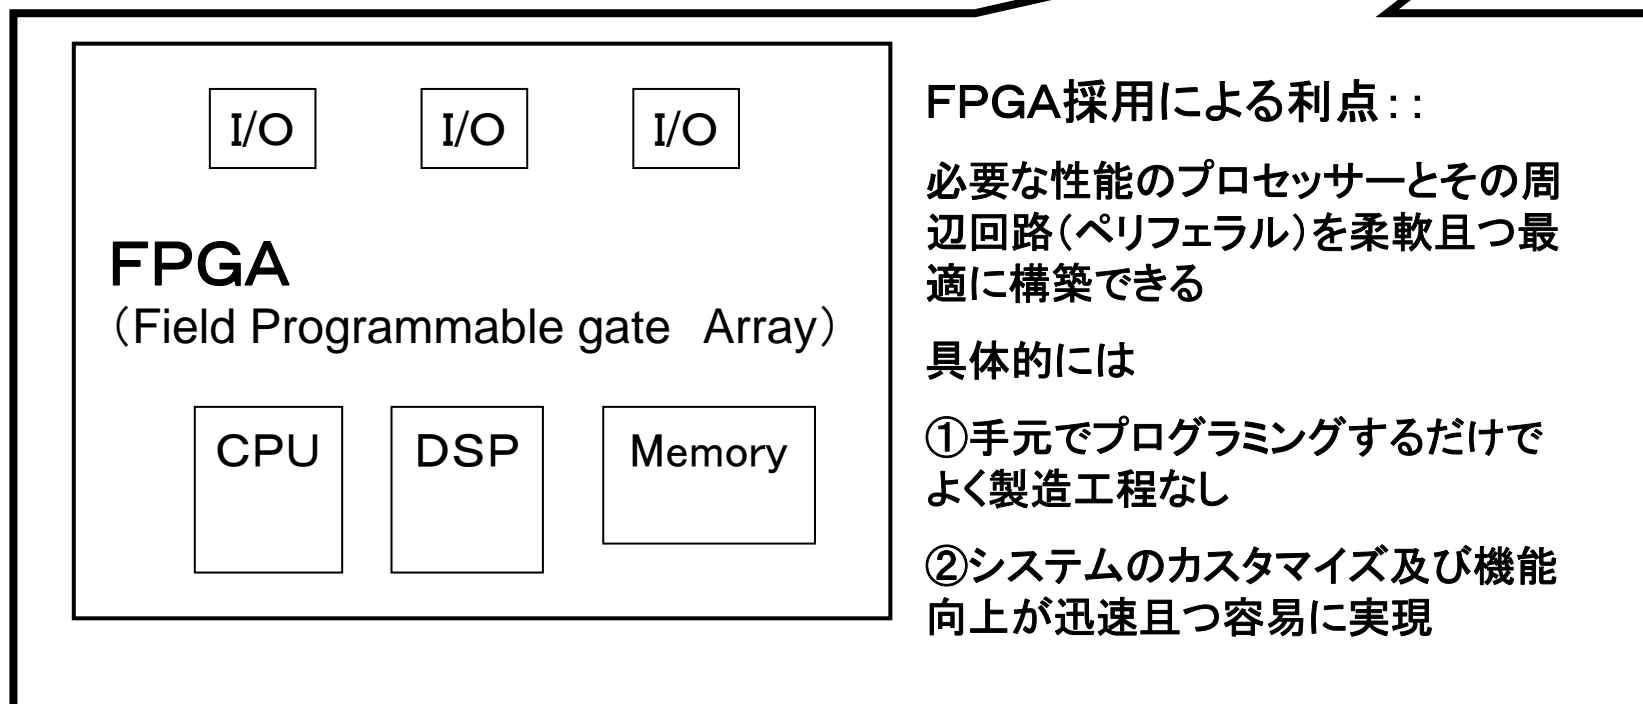 I/O
I/O
I/O
FPGA
(Field Programmable gate Array)
CPU
DSP
Memory
FPGA採用による利点::
必要な性能のプロセッサーとその周
辺回路(ペリフェラル)を柔軟且つ最
適に構築できる
具体的には
①手元でプログラミングするだけで
よく製造工程なし
②システムのカスタマイズ及び機能
向上が迅速且つ容易に実現